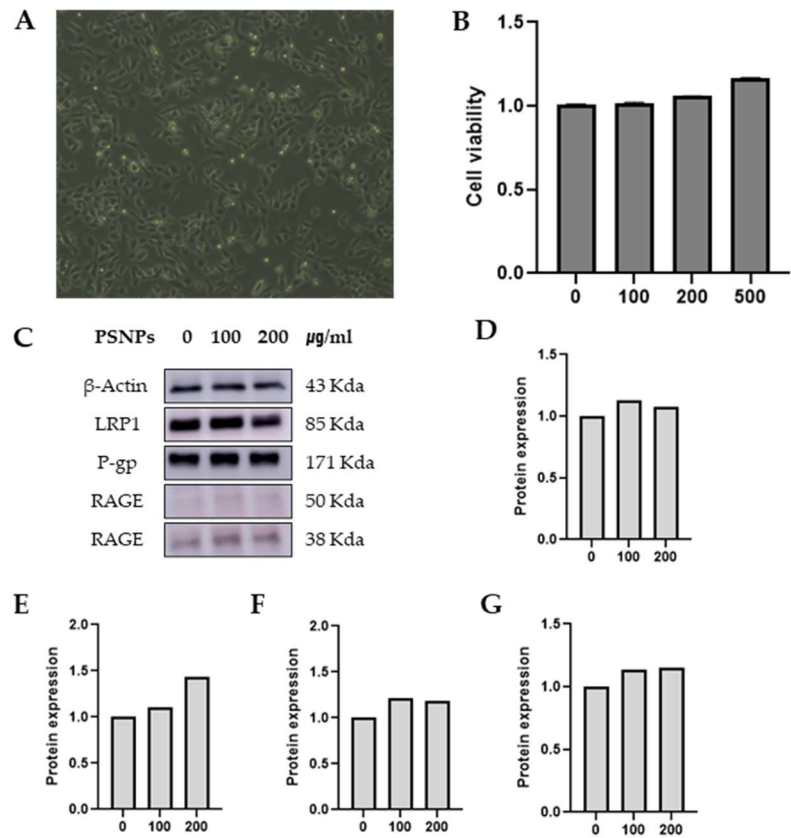 A
B
Cell viability
1.5
1.0
0.5
0.0
0 100 200 500
C
PSNPs 0 100 200 µg/ml
β-Actin 43 Kda
LRP1 85 Kda
P-gp 171 Kda
RAGE 50 Kda
RAGE 38 Kda
D
Protein expression
1.5
1.0
0.5
0.0
0 100 200
E
Protein expression
2.0
1.5
1.0
0.5
0.0
0 100 200
F
Protein expression
2.0
1.5
1.0
0.5
0.0
0 100 200
G
Protein expression
1.5
1.0
0.5
0.0
0 100 200